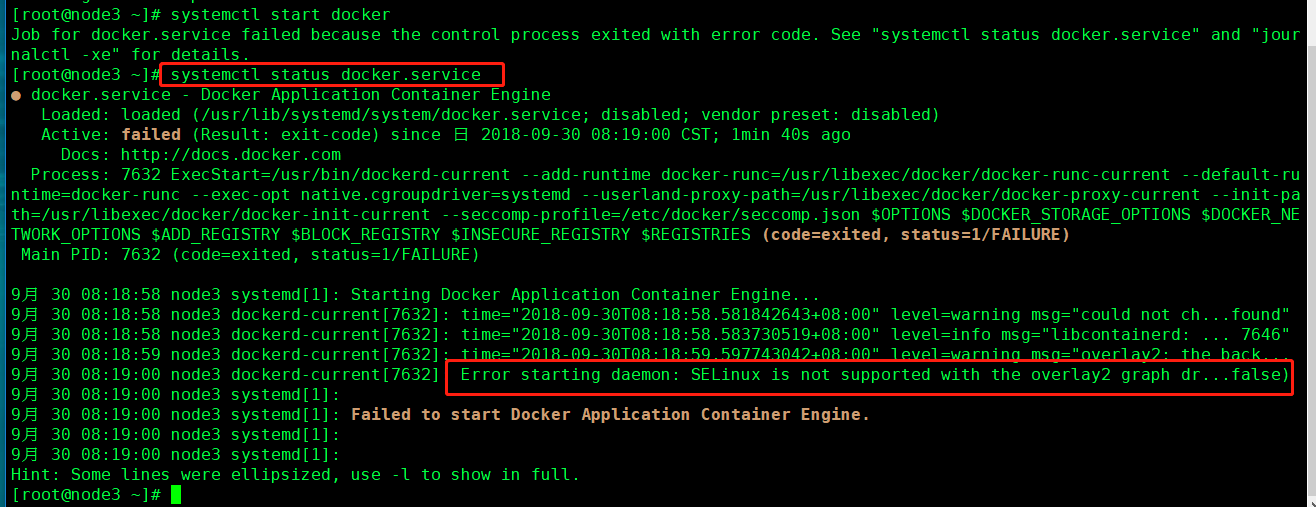 [root@node3 ~]# systemctl start docker
Job for docker.service failed because the control process exited with error code. See "systemctl status docker.service" and "jour
nalctl -xe" for details.
[root@node3 ~]# systemctl status docker.service
● docker.service - Docker Application Container Engine
Loaded: loaded (/usr/lib/systemd/system/docker.service; disabled; vendor preset: disabled)
Active: failed (Result: exit-code) since 日 2018-09-30 08:19:00 CST; 1min 40s ago
Docs: http://docs.docker.com
Process: 7632 ExecStart=/usr/bin/dockerd-current --add-runtime docker-runc=/usr/libexec/docker/docker-runc-current --default-ru
ntime=docker-runc --exec-opt native.cgroupdriver=systemd --userland-proxy-path=/usr/libexec/docker/docker-proxy-current --init-pa
th=/usr/libexec/docker/docker-init-current --seccomp-profile=/etc/docker/seccomp.json $OPTIONS $DOCKER_STORAGE_OPTIONS $DOCKER_NE
TWORK_OPTIONS $ADD_REGISTRY $BLOCK_REGISTRY $INSECURE_REGISTRY $REGISTRIES (code=exited, status=1/FAILURE)
Main PID: 7632 (code=exited, status=1/FAILURE)
9月 30 08:18:58 node3 systemd[1]: Starting Docker Application Container Engine...
9月 30 08:18:58 node3 dockerd-current[7632]: time="2018-09-30T08:18:58.581842643+08:00" level=warning msg="could not ch...found"
9月 30 08:18:58 node3 dockerd-current[7632]: time="2018-09-30T08:18:58.583730519+08:00" level=info msg="libcontainerd: ... 7646"
9月 30 08:18:59 node3 dockerd-current[7632]: time="2018-09-30T08:18:59.597743042+08:00" level=warning msg="overlay2: the back...
9月 30 08:19:00 node3 dockerd-current[7632] Error starting daemon: SELinux is not supported with the overlay2 graph dr...false)
9月 30 08:19:00 node3 systemd[1]:
9月 30 08:19:00 node3 systemd[1]: Failed to start Docker Application Container Engine.
9月 30 08:19:00 node3 systemd[1]:
9月 30 08:19:00 node3 systemd[1]:
Hint: Some lines were ellipsized, use -l to show in full.
[root@node3 ~]#